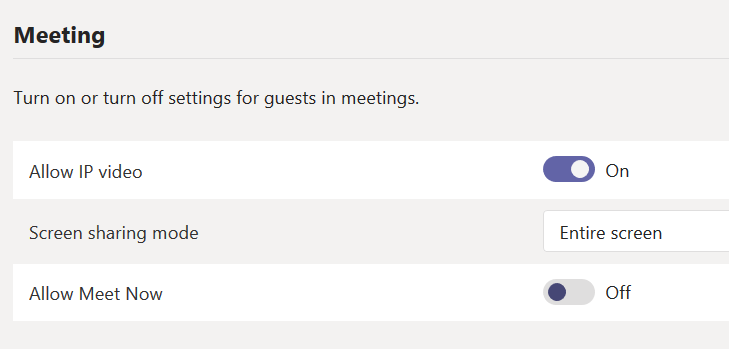 Meeting
Turn on or turn off settings for guests in meetings.
Allow IP video On
Screen sharing mode Entire screen
Allow Meet Now Off